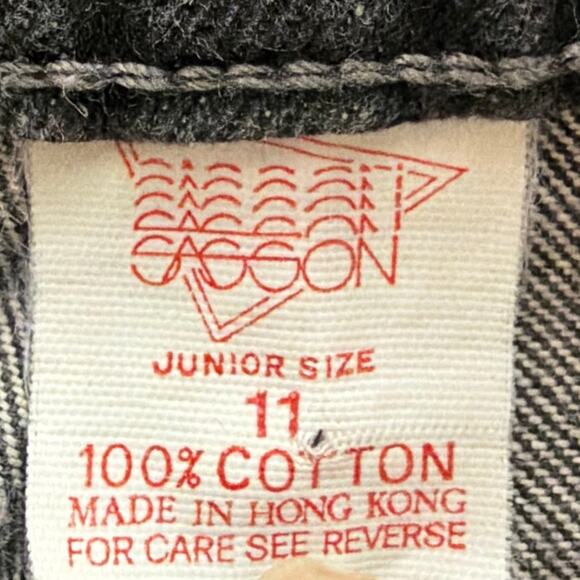 SASSON
JUNIOR SIZE
11
100% COTTON
MADE IN HONG KONG
FOR CARE SEE REVERSE